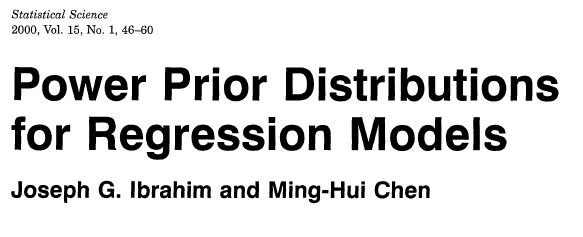 Statistical Science
2000, Vol. 15, No. 1, 46–60
Power Prior Distributions
for Regression Models
Joseph G. Ibrahim and Ming-Hui Chen